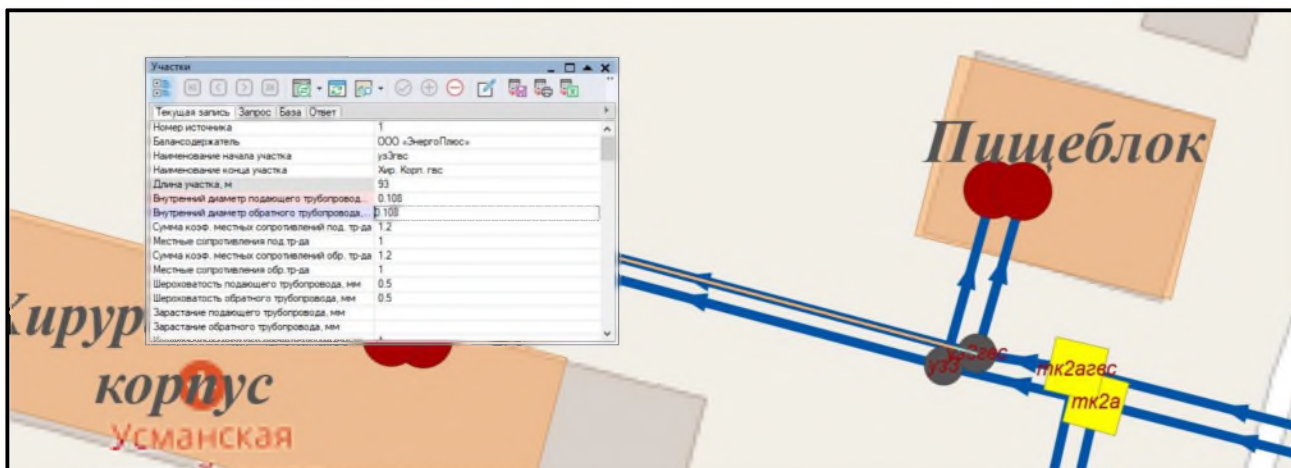 Участки
Текущая запись Запрос База Ответ
Номер источника 1
Балансодержатель ООО «ЭнергоПлюс»
Наименование начала участка уз3гвс
Наименование конца участка Хир. Корп. гвс
Длина участка, м 93
Внутренний диаметр подающего трубопровод... 0.108
Внутренний диаметр обратного трубопровода,... 0.108
Сумма коэф. местных сопротивлений под. тр-да 1.2
Местные сопротивления под.тр-да 1
Сумма коэф. местных сопротивлений обр. тр-да 1.2
Местные сопротивления обр.тр-да 1
Шероховатость подающего трубопровода, мм 0.5
Шероховатость обратного трубопровода, мм 0.5
Зарастание подающего трубопровода, мм
Зарастание обратного трубопровода, мм
Пищеблок
корпус
Усманская
уз3гвс
уз3
тк2агвс
тк2а